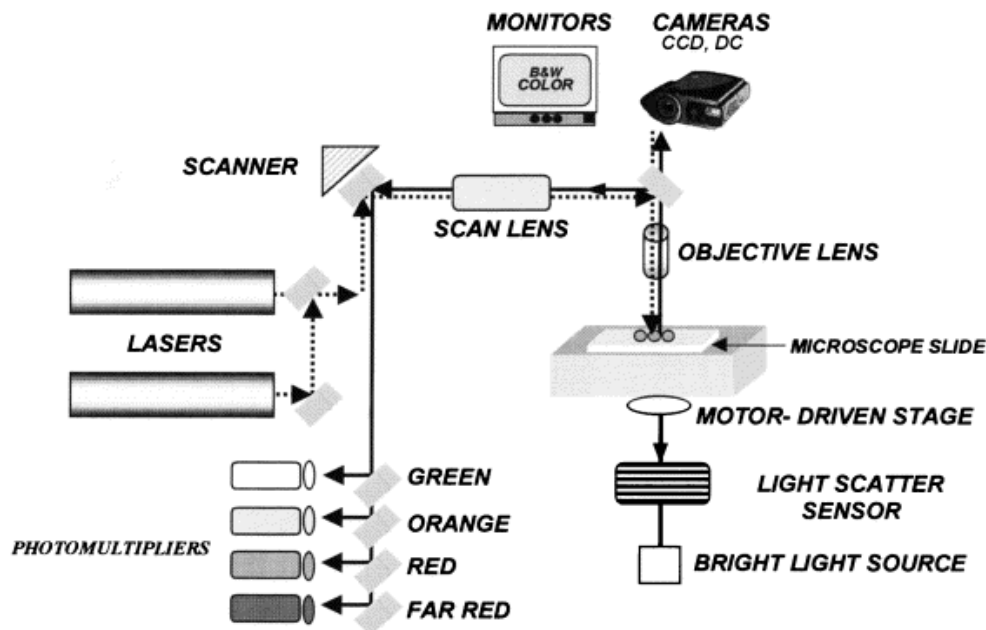 MONITORS
CAMERAS
CCD, DC
B&W
COLOR
SCANNER
SCAN LENS
OBJECTIVE LENS
LASERS
MICROSCOPE SLIDE
MOTOR- DRIVEN STAGE
GREEN
LIGHT SCATTER
SENSOR
ORANGE
PHOTOMULTIPLIERS
RED
BRIGHT LIGHT SOURCE
FAR RED